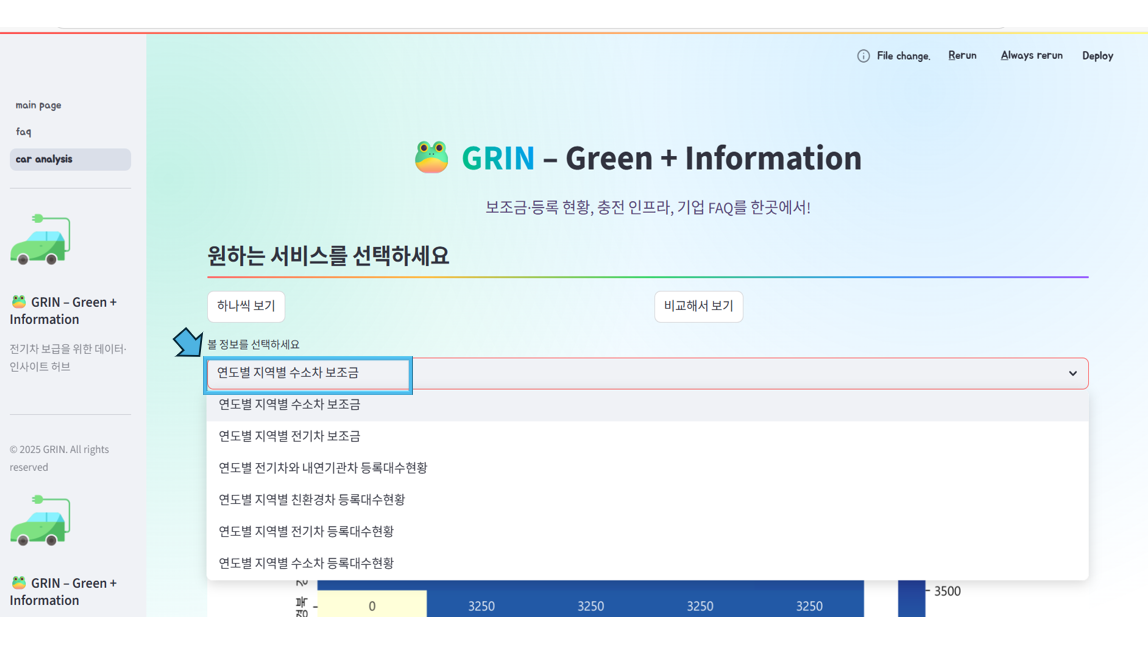 File change.
Rerun
Always rerun
Deploy
main page
faq
car analysis
GRIN – Green +
Information
전기차 보급을 위한 데이터·
인사이트 허브
© 2025 GRIN. All rights
reserved
GRIN – Green +
Information
GRIN – Green + Information
보조금·등록 현황, 충전 인프라, 기업 FAQ를 한곳에서!
원하는 서비스를 선택하세요
하나씩 보기
비교해서 보기
볼 정보를 선택하세요
연도별 지역별 수소차 보조금
연도별 지역별 수소차 보조금
연도별 지역별 전기차 보조금
연도별 전기차와 내연기관차 등록대수현황
연도별 지역별 친환경차 등록대수현황
연도별 지역별 전기차 등록대수현황
연도별 지역별 수소차 등록대수현황
3500
경북
0 3250 3250 3250 3250